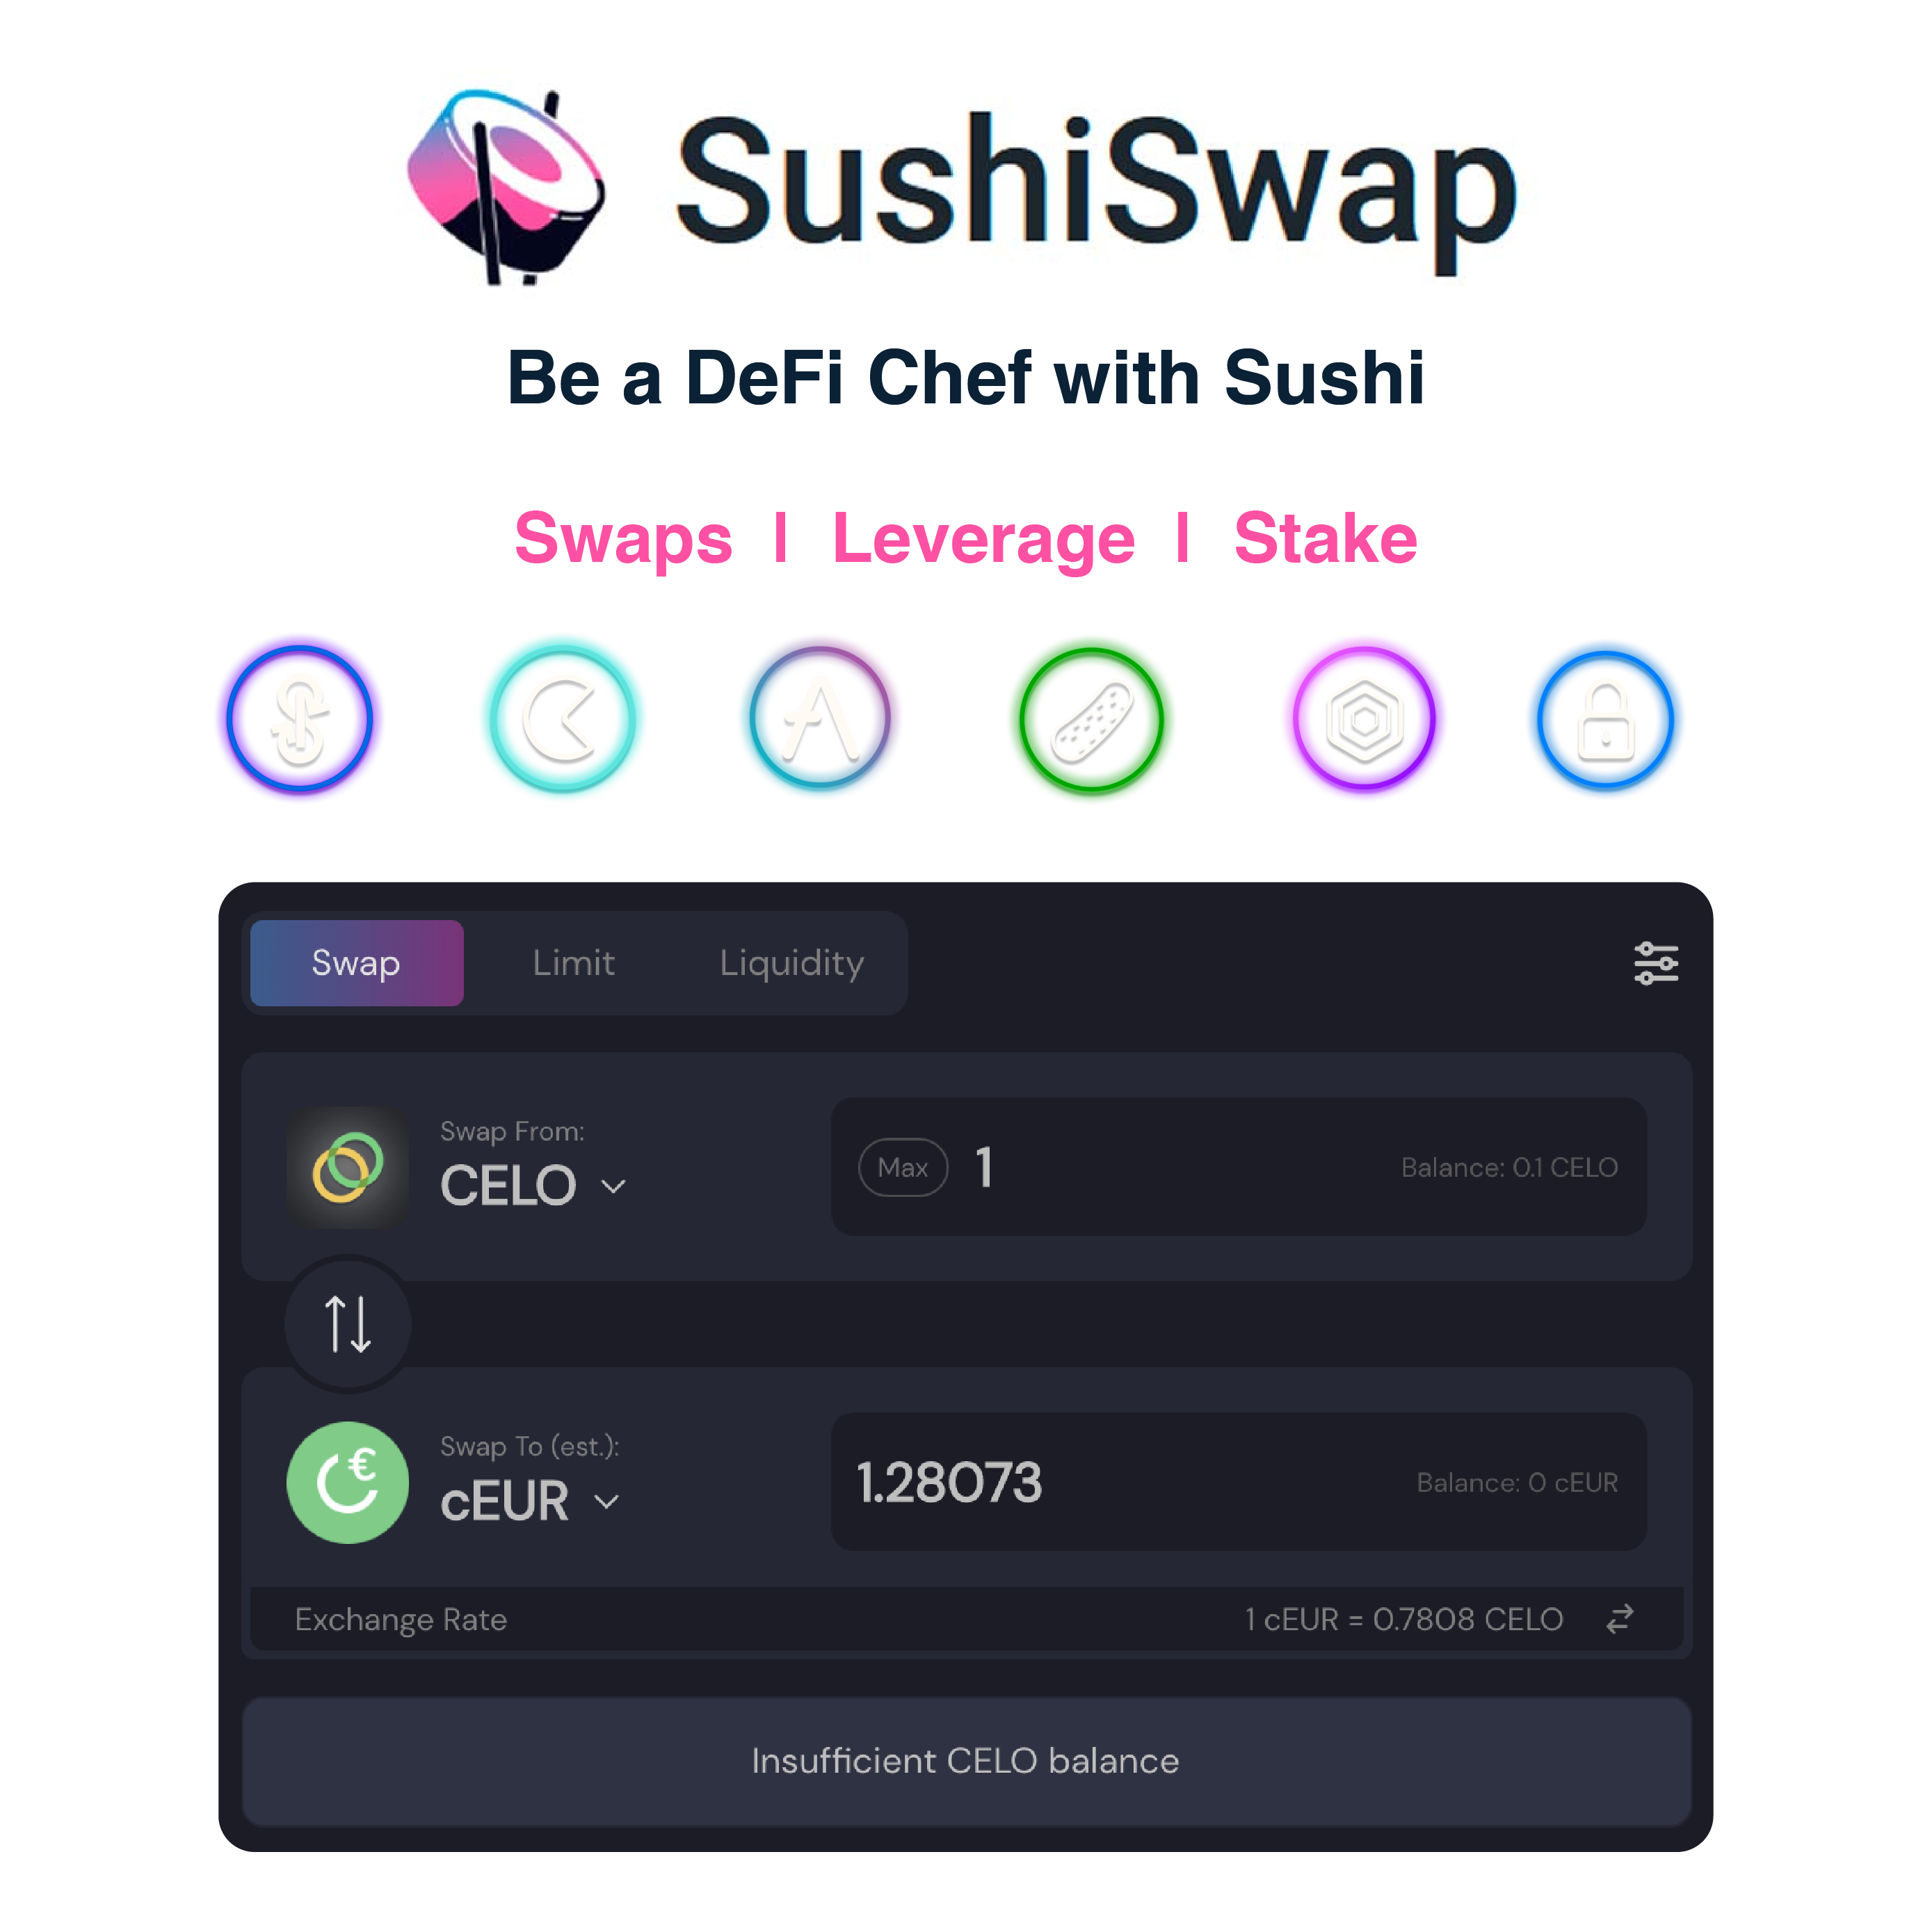 SushiSwap
Be a DeFi Chef with Sushi
Swaps | Leverage | Stake
Swap Limit Liquidity
Swap From:
CELO
Max 1 Balance: 0.1 CELO
Swap To (est.):
cEUR
1.28073 Balance: 0 cEUR
Exchange Rate 1 cEUR = 0.7808 CELO
Insufficient CELO balance